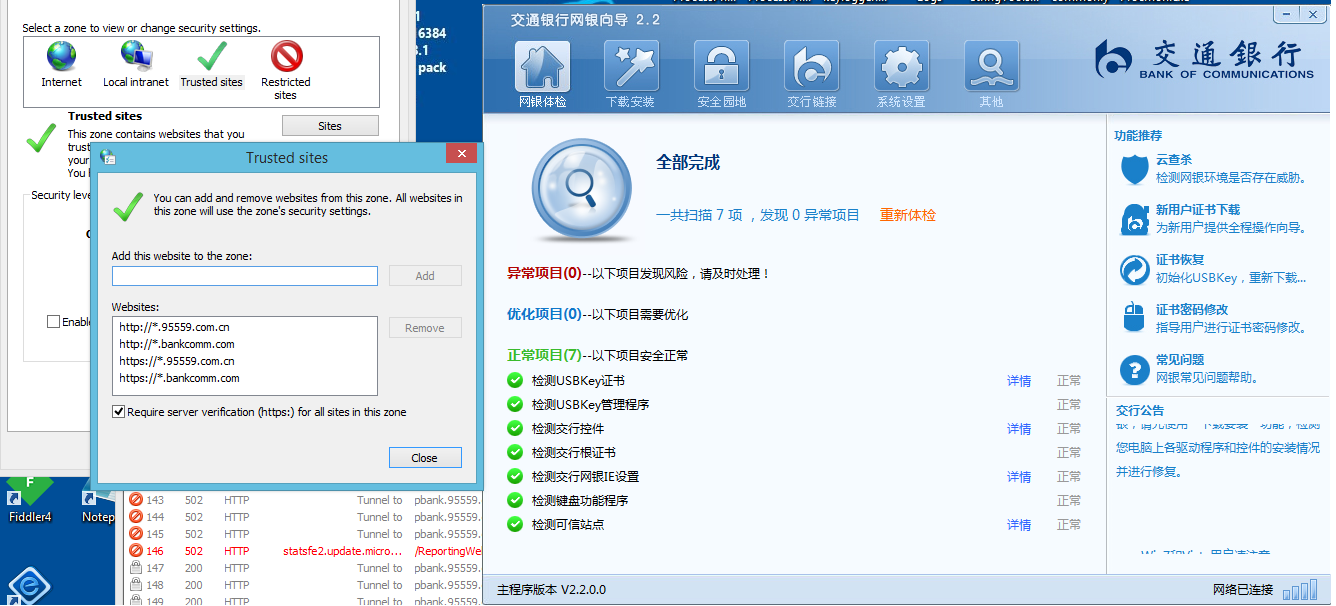 Select a zone to view or change security settings.
Internet
Local intranet
Trusted sites
Restricted
sites
Trusted sites
This zone contains websites that you
Sites
6384
pack
Trusted sites
You can add and remove websites from this zone. All websites in
this zone will use the zone's security settings.
Add this website to the zone:
Add
Websites:
http://*.95559.com.cn
http://*.bankcomm.com
https://*.95559.com.cn
https://*.bankcomm.com
Remove
Require server verification (https:) for all sites in this zone
Close
Fiddler4
Notep
143 502 HTTP Tunnel to pbank.95559.
144 502 HTTP Tunnel to pbank.95559.
145 502 HTTP Tunnel to pbank.95559.
146 502 HTTP statsfe2.update.micro... /ReportingWe
147 200 HTTP Tunnel to pbank.95559.
148 200 HTTP Tunnel to pbank.95559.
149 200 HTTP Tunnel to pbank.95559.
交通银行网银向导 2.2
网银体检
下载安装
安全园地
交行链接
系统设置
其他
交通銀行
BANK OF COMMUNICATIONS
全部完成
一共扫描 7 项 ，发现 0 异常项目 重新体检
异常项目(0)--以下项目发现风险，请及时处理！
优化项目(0)--以下项目需要优化
正常项目(7)--以下项目安全正常
检测USBKey证书 详情 正常
检测USBKey管理程序 正常
检测交行控件 详情 正常
检测交行根证书 正常
检测交行网银IE设置 详情 正常
检测键盘功能程序 正常
检测可信站点 详情 正常
功能推荐
云查杀
检测网银环境是否存在威胁。
新用户证书下载
为新用户提供全程操作向导。
证书恢复
初始化USBKey，重新下载...
证书密码修改
指导用户进行证书密码修改。
常见问题
网银常见问题帮助。
交行公告
您电脑上各驱动程序和控件的安装情况
并进行修复。
主程序版本 V2.2.0.0
网络已连接